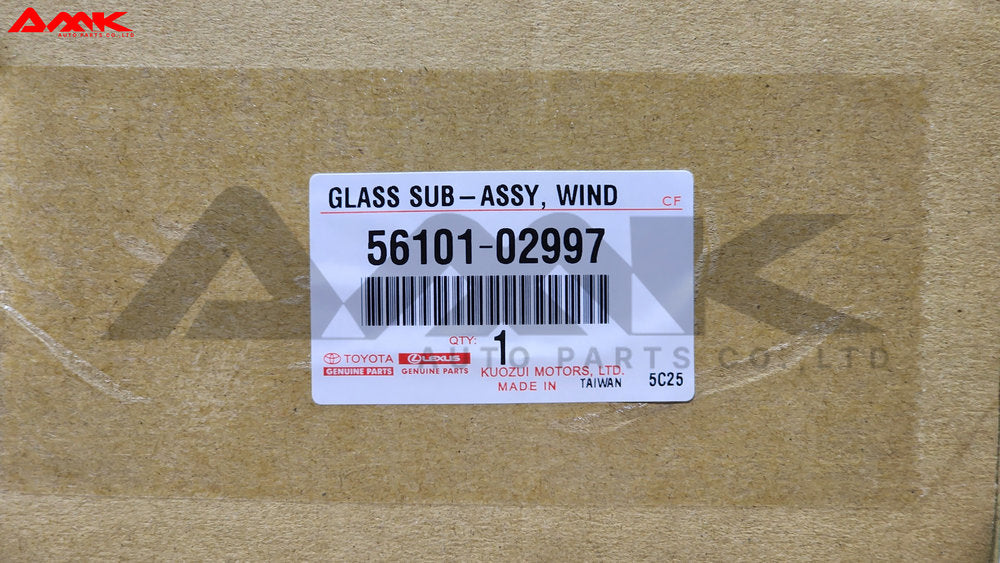 AMK
AUTO PARTS CO.,LTD
GLASS SUB-ASSY, WIND
CF
56101-02997
QTY: 1
TOYOTA
GENUINE PARTS
LEXUS
GENUINE PARTS
KUOZUI MOTORS, LTD.
MADE IN TAIWAN
5C25
AMK
AUTO PARTS CO.,LTD